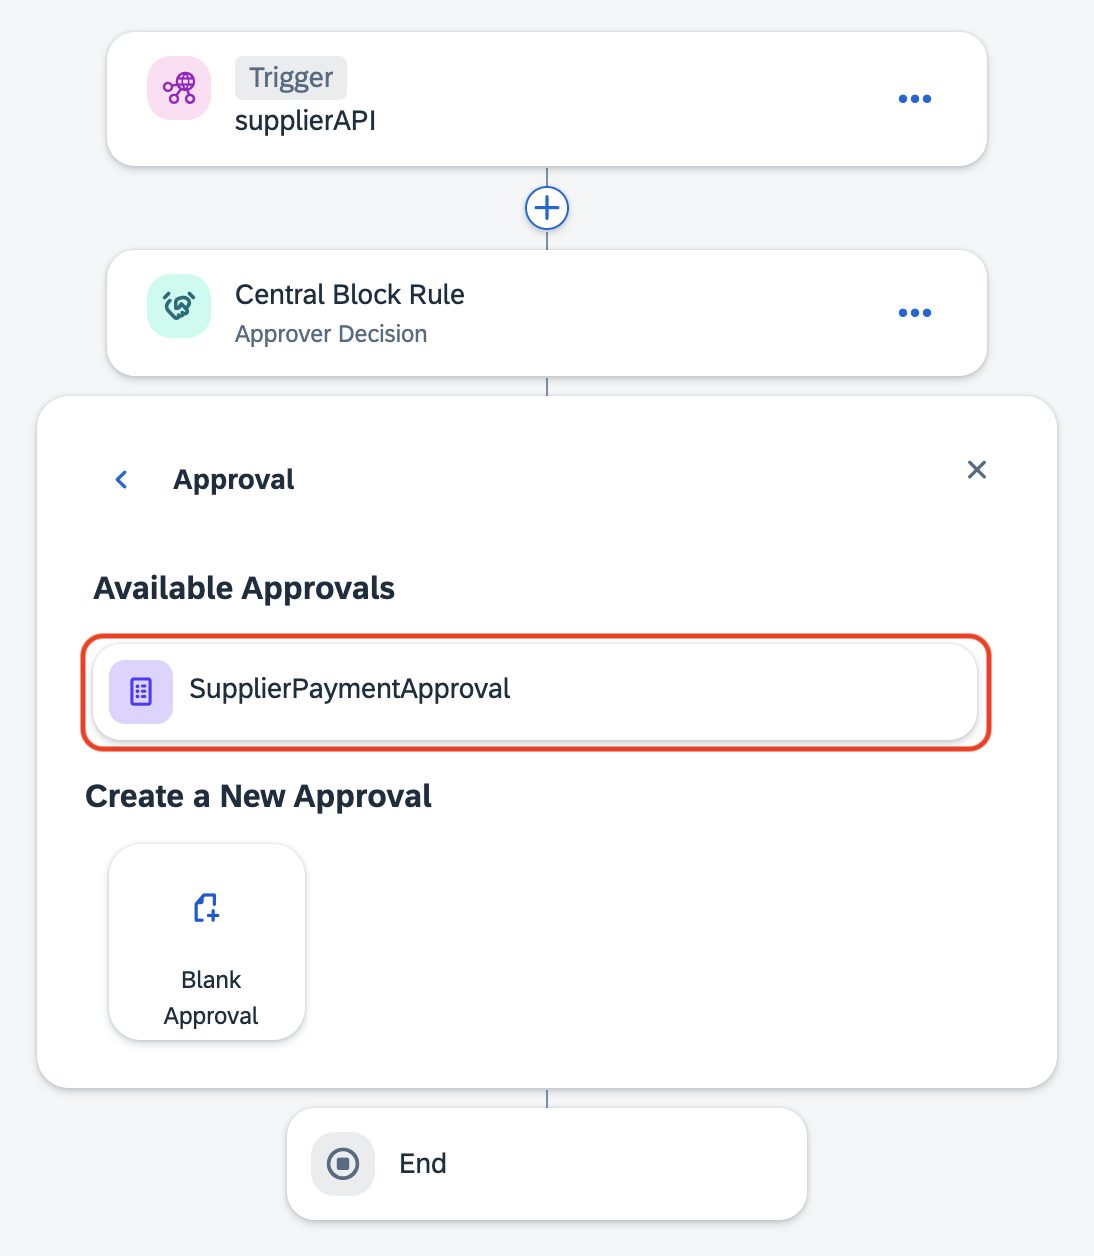 Trigger
supplierAPI
Central Block Rule
Approver Decision
Approval
Available Approvals
SupplierPaymentApproval
Create a New Approval
Blank
Approval
End